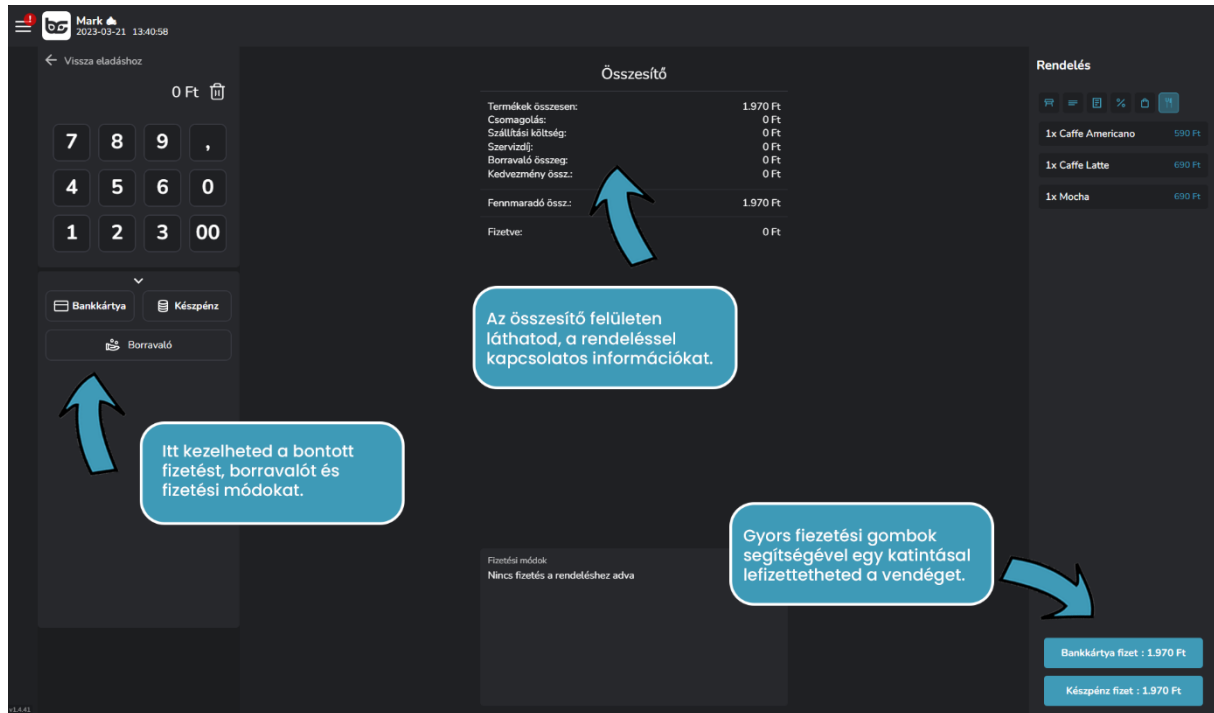 Mark
2023-03-21 13:40:58
Vissza eladáshoz
0 Ft
7 8 9 ,
4 5 6 0
1 2 3 00
Bankkártya Készpénz
Borravaló
Itt kezelheted a bontott
fizetést, borravalót és
fizetési módokat.
Összesítő
Termékek összesen: 1.970 Ft
Csomagolás: 0 Ft
Szállítási költség: 0 Ft
Szervizdíj: 0 Ft
Borravaló összeg: 0 Ft
Kedvezmény össz.: 0 Ft
Fennmaradó össz.: 1.970 Ft
Fizetve: 0 Ft
Az összesítő felületen
láthatod, a rendeléssel
kapcsolatos információkat.
Fizetési módok
Nincs fizetés a rendeléshez adva
Gyors fiezetési gombok
segítségével egy katintásal
lefizettetheted a vendéget.
Rendelés
1x Caffe Americano 590 Ft
1x Caffe Latte 690 Ft
1x Mocha 690 Ft
Bankkártya fizet : 1.970 Ft
Készpénz fizet : 1.970 Ft
v1.4.41